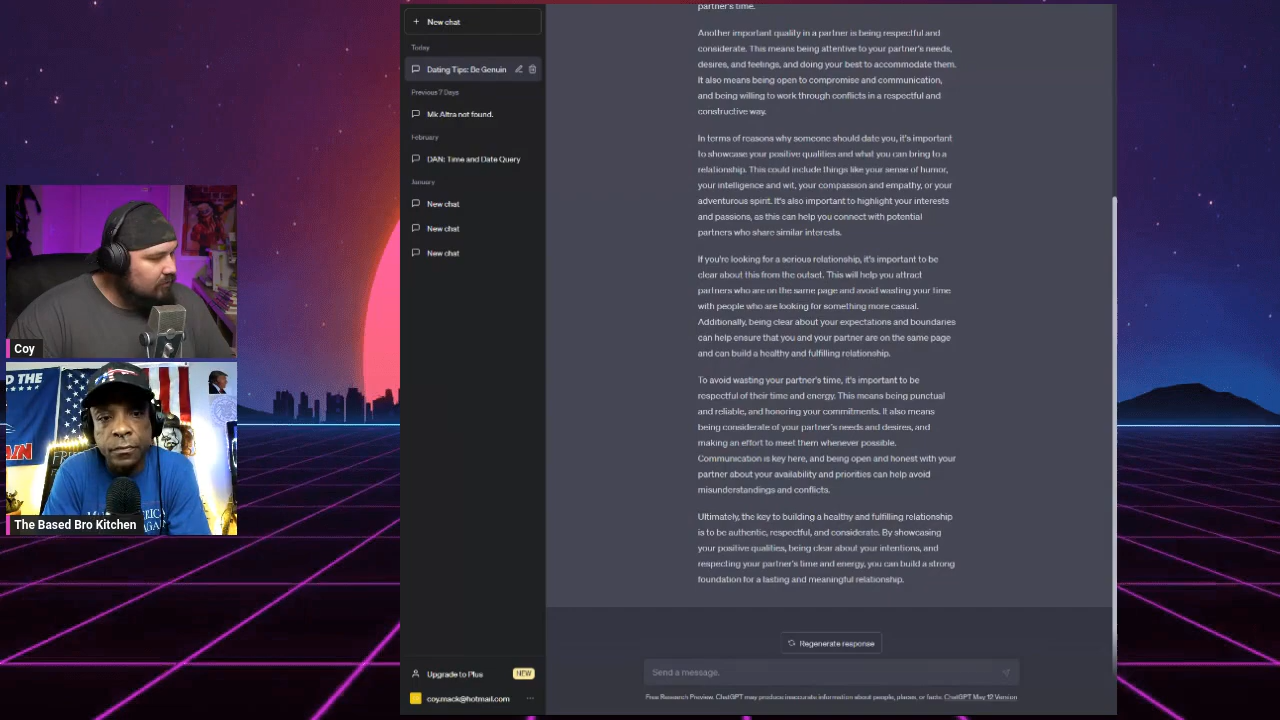 New chat
Today
Dating Tips: Be Genuin
Previous 7 Days
Mk Altra not found.
February
DAN: Time and Date Query
January
New chat
New chat
New chat
Upgrade to Plus
NEW
coy.mack@hotmail.com
partner's time.
Another important quality in a partner is being respectful and
considerate. This means being attentive to your partner's needs,
desires, and feelings, and doing your best to accommodate them.
It also means being open to compromise and communication,
and being willing to work through conflicts in a respectful and
constructive way.
In terms of reasons why someone should date you, it's important
to showcase your positive qualities and what you can bring to a
relationship. This could include things like your sense of humor,
your intelligence and wit, your compassion and empathy, or your
adventurous spirit. It's also important to highlight your interests
and passions, as this can help you connect with potential
partners who share similar interests.
If you're looking for a serious relationship, it's important to be
clear about this from the outset. This will help you attract
partners who are on the same page and avoid wasting your time
with people who are looking for something more casual.
Additionally, being clear about your expectations and boundaries
can help ensure that you and your partner are on the same page
and can build a healthy and fulfilling relationship.
To avoid wasting your partner's time, it's important to be
respectful of their time and energy. This means being punctual
and reliable, and honoring your commitments. It also means
being considerate of your partner's needs and desires, and
making an effort to meet them whenever possible.
Communication is key here, and being open and honest with your
partner about your availability and priorities can help avoid
misunderstandings and conflicts.
Ultimately, the key to building a healthy and fulfilling relationship
is to be authentic, respectful, and considerate. By showcasing
your positive qualities, being clear about your intentions, and
respecting your partner's time and energy, you can build a strong
foundation for a lasting and meaningful relationship.
Regenerate response
Send a message.
Free Research Preview. ChatGPT may produce inaccurate information about people, places, or facts. ChatGPT May 12 Version
Coy
The Based Bro Kitchen